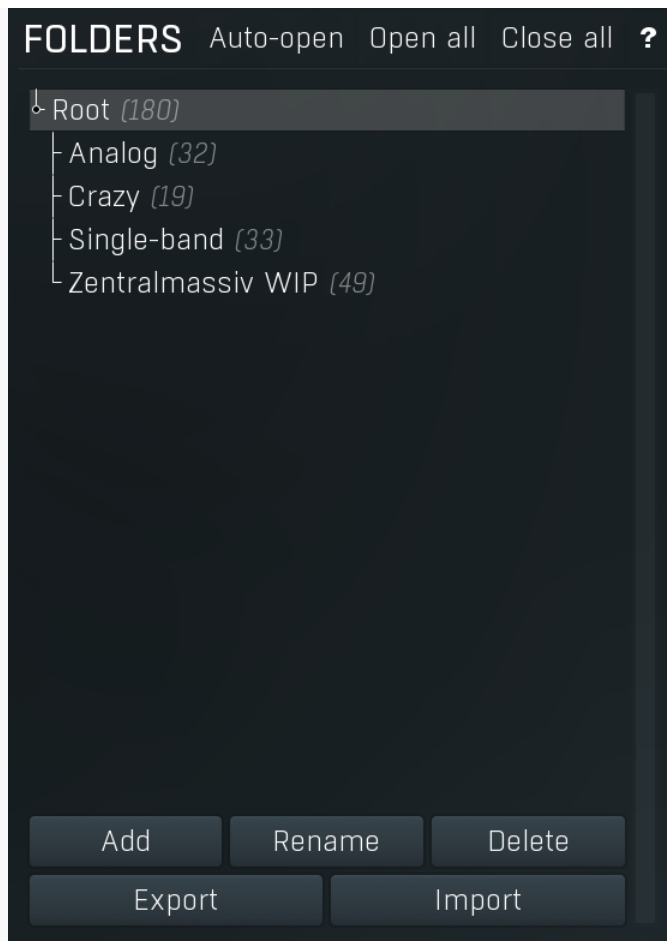 FOLDERS Auto-open Open all Close all ?
Root (180)
Analog (32)
Crazy (19)
Single-band (33)
Zentralmassiv WIP (49)
Add Rename Delete
Export Import